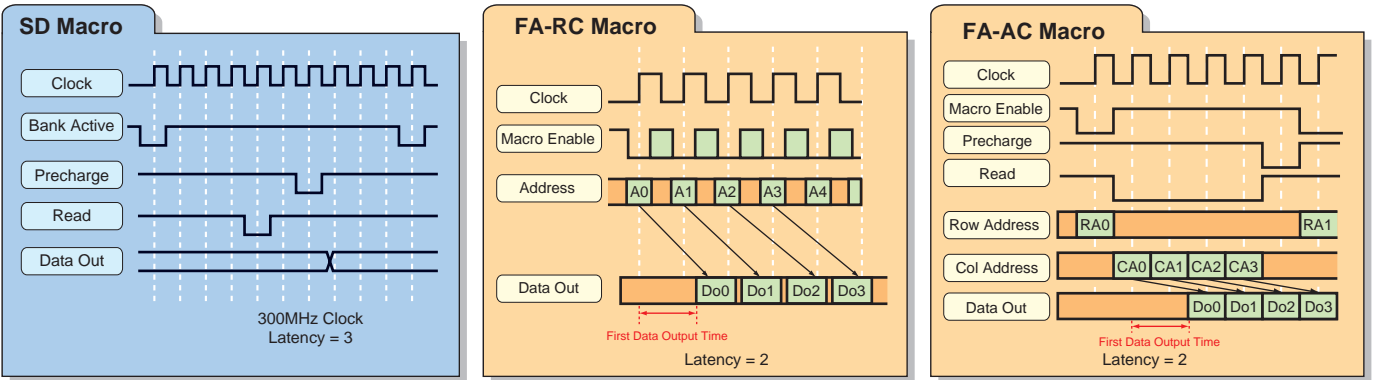 SD Macro
Clock
Bank Active
Precharge
Read
Data Out
300MHz Clock
Latency = 3
FA-RC Macro
Clock
Macro Enable
Address
A0 A1 A2 A3 A4
Data Out
Do0 Do1 Do2 Do3
First Data Output Time
Latency = 2
FA-AC Macro
Clock
Macro Enable
Precharge
Read
Row Address
RA0 RA1
Col Address
CA0 CA1 CA2 CA3
Data Out
Do0 Do1 Do2 Do3
First Data Output Time
Latency = 2